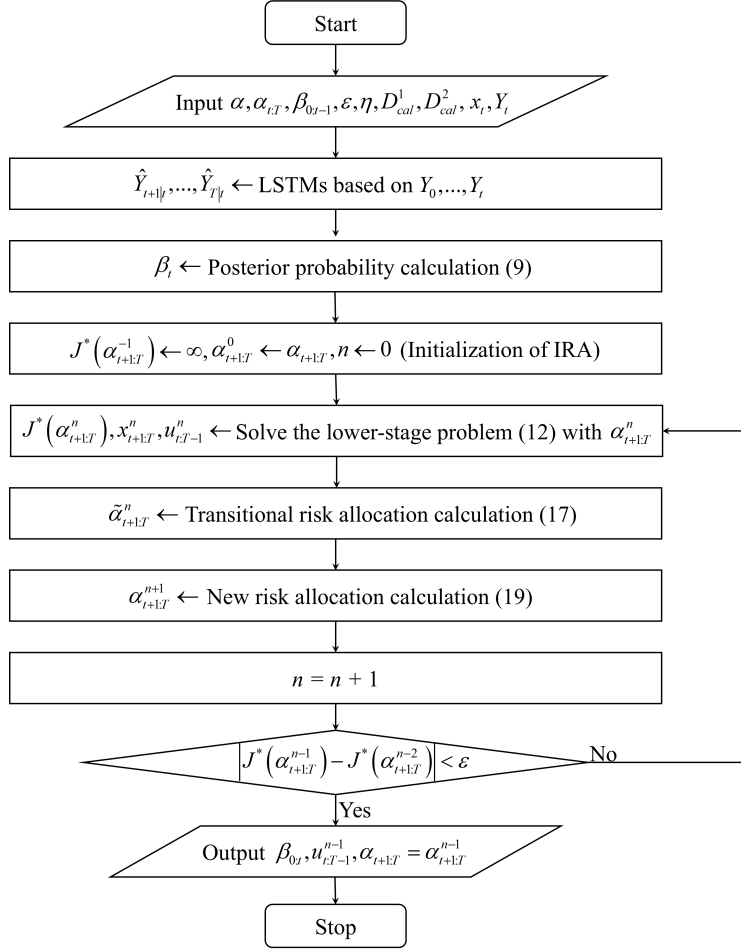 Start
Input α, α_{t:T}, β_{0:t−1}, ε, η, D^1_{cal}, D^2_{cal}, x_t, Y_t
Ŷ_{t+1|t},...,Ŷ_{T|t} ← LSTMs based on Y_0,...,Y_t
β_t ← Posterior probability calculation (9)
J^*(α^{−1}_{t+1:T}) ← ∞, α^0_{t+1:T} ← α_{t+1:T}, n ← 0 (Initialization of IRA)
J^*(α^n_{t+1:T}), x^n_{t+1:T}, u^n_{t:T−1} ← Solve the lower-stage problem (12) with α^n_{t+1:T}
α̃^n_{t+1:T} ← Transitional risk allocation calculation (17)
α^{n+1}_{t+1:T} ← New risk allocation calculation (19)
n = n + 1
|J^*(α^{n−1}_{t+1:T}) − J^*(α^{n−2}_{t+1:T})| < ε
No
Yes
Output β_{0:t}, u^{n−1}_{t:T−1}, α_{t+1:T} = α^{n−1}_{t+1:T}
Stop